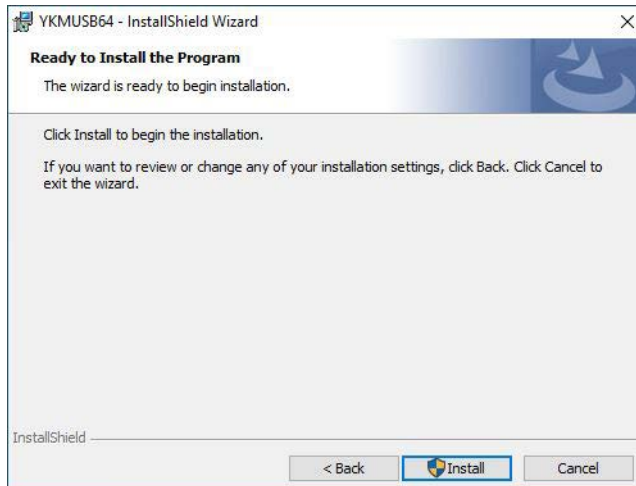 YKMUSB64 - InstallShield Wizard
Ready to Install the Program
The wizard is ready to begin installation.
Click Install to begin the installation.
If you want to review or change any of your installation settings, click Back. Click Cancel to
exit the wizard.
InstallShield
< Back
Install
Cancel